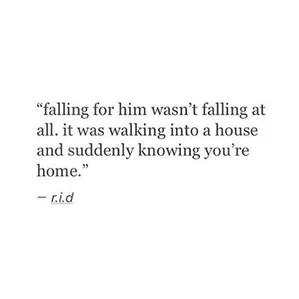 “falling for him wasn’t falling at
all. it was walking into a house
and suddenly knowing you’re
home.”
– r.i.d